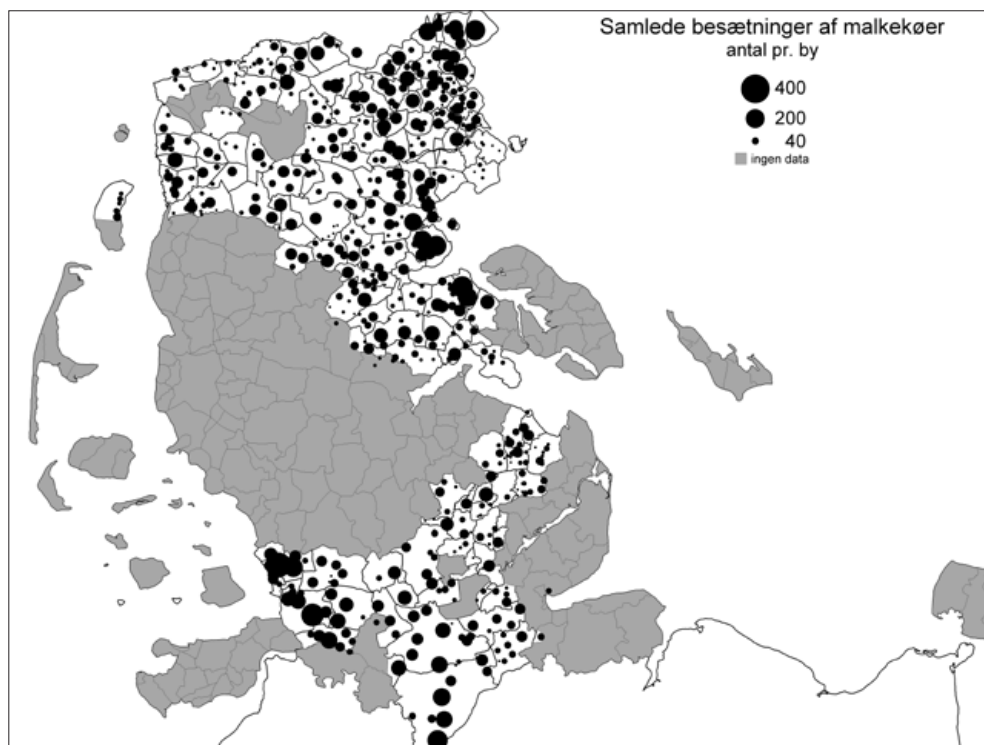 Samlede besætninger af malkekøer
antal pr. by
400
200
40
ingen data